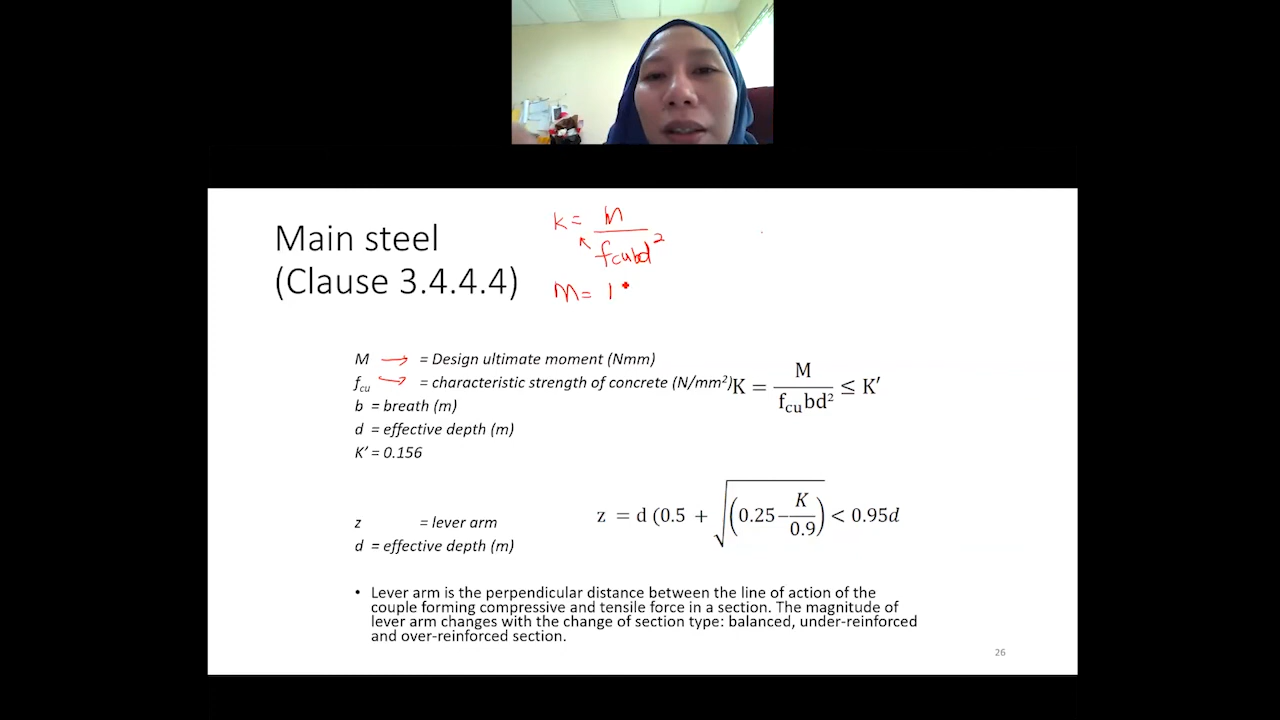 Main steel
(Clause 3.4.4.4)
k = M
fcubd²
M = 1
M = Design ultimate moment (Nmm)
fcu = characteristic strength of concrete (N/mm²)
b = breath (m)
d = effective depth (m)
K' = 0.156
K = M / fcubd² ≤ K'
z = lever arm
d = effective depth (m)
z = d (0.5 + √(0.25 − K/0.9) < 0.95d
• Lever arm is the perpendicular distance between the line of action of the
couple forming compressive and tensile force in a section. The magnitude of
lever arm changes with the change of section type: balanced, under-reinforced
and over-reinforced section.
26